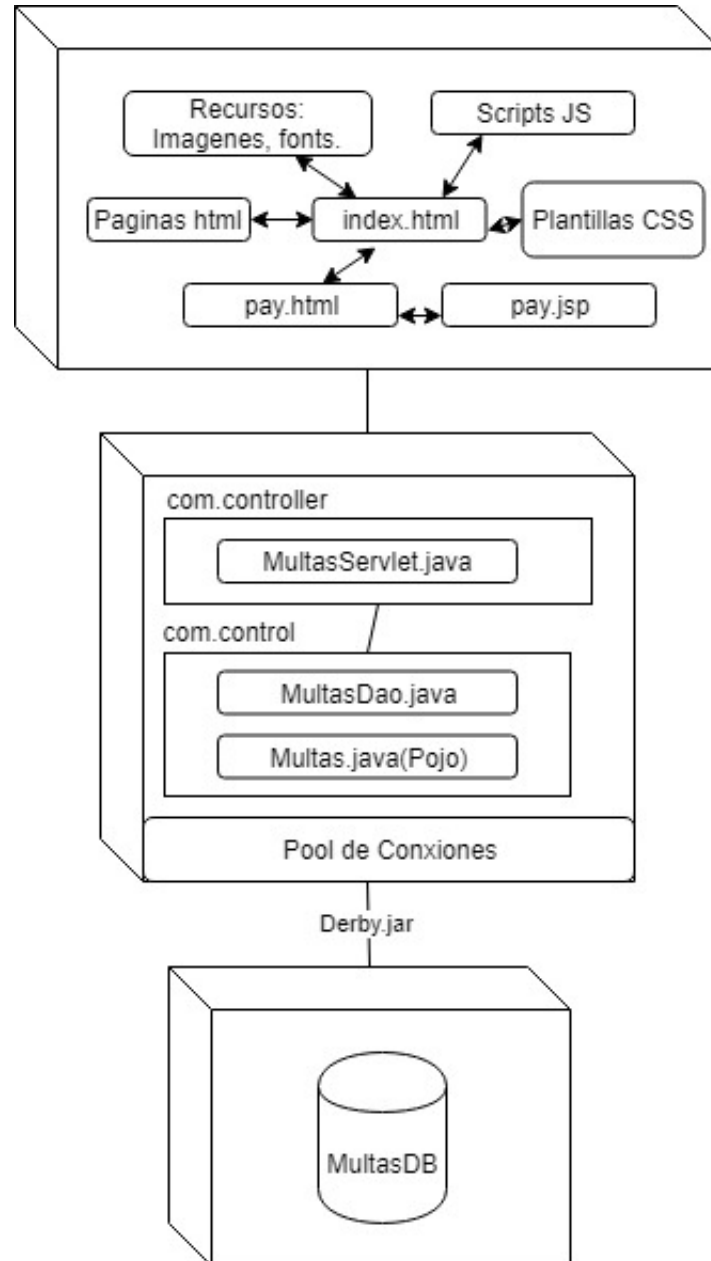 Recursos:
Imagenes, fonts.
Scripts JS
Paginas html
index.html
Plantillas CSS
pay.html
pay.jsp
com.controller
MultasServlet.java
com.control
MultasDao.java
Multas.java(Pojo)
Pool de Conxiones
Derby.jar
MultasDB